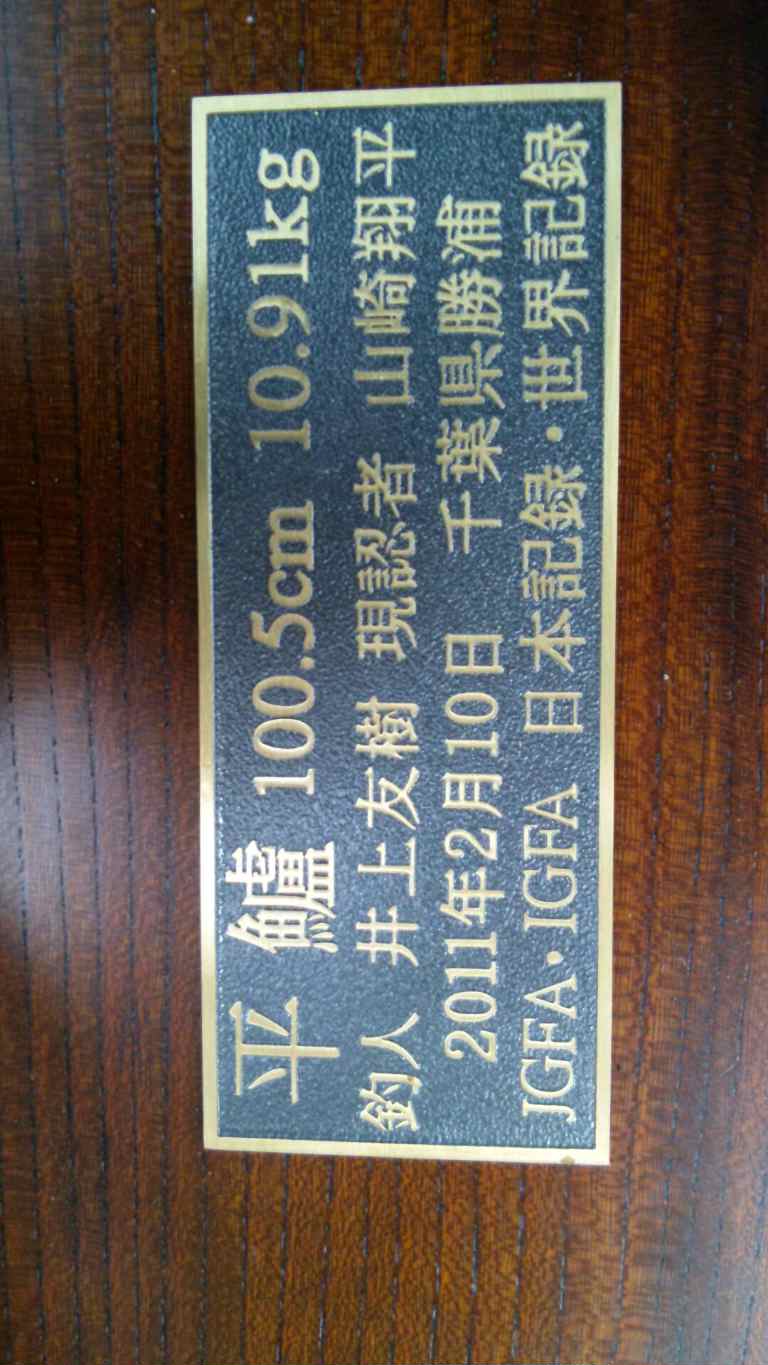 平 鱸 100.5cm 10.91kg
釣人 井上友樹 現認者 山崎翔平
2011年2月10日 千葉県勝浦
JGFA・IGFA 日本記録・世界記録